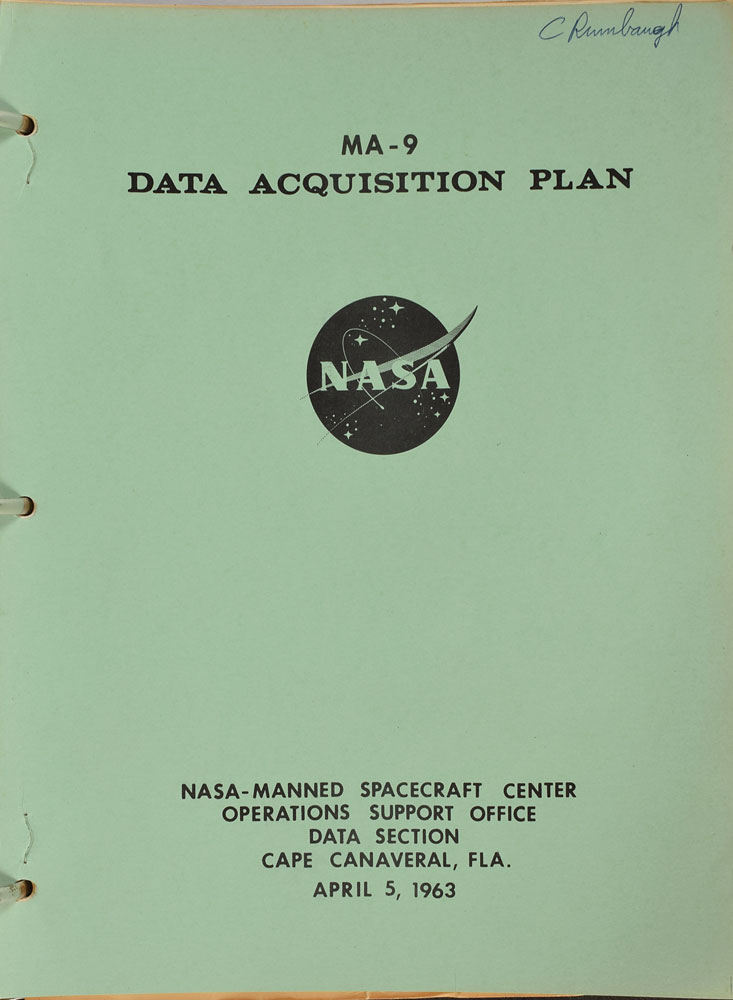 C Rumbaugh
MA-9
DATA ACQUISITION PLAN
NASA
NASA-MANNED SPACECRAFT CENTER
OPERATIONS SUPPORT OFFICE
DATA SECTION
CAPE CANAVERAL, FLA.
APRIL 5, 1963